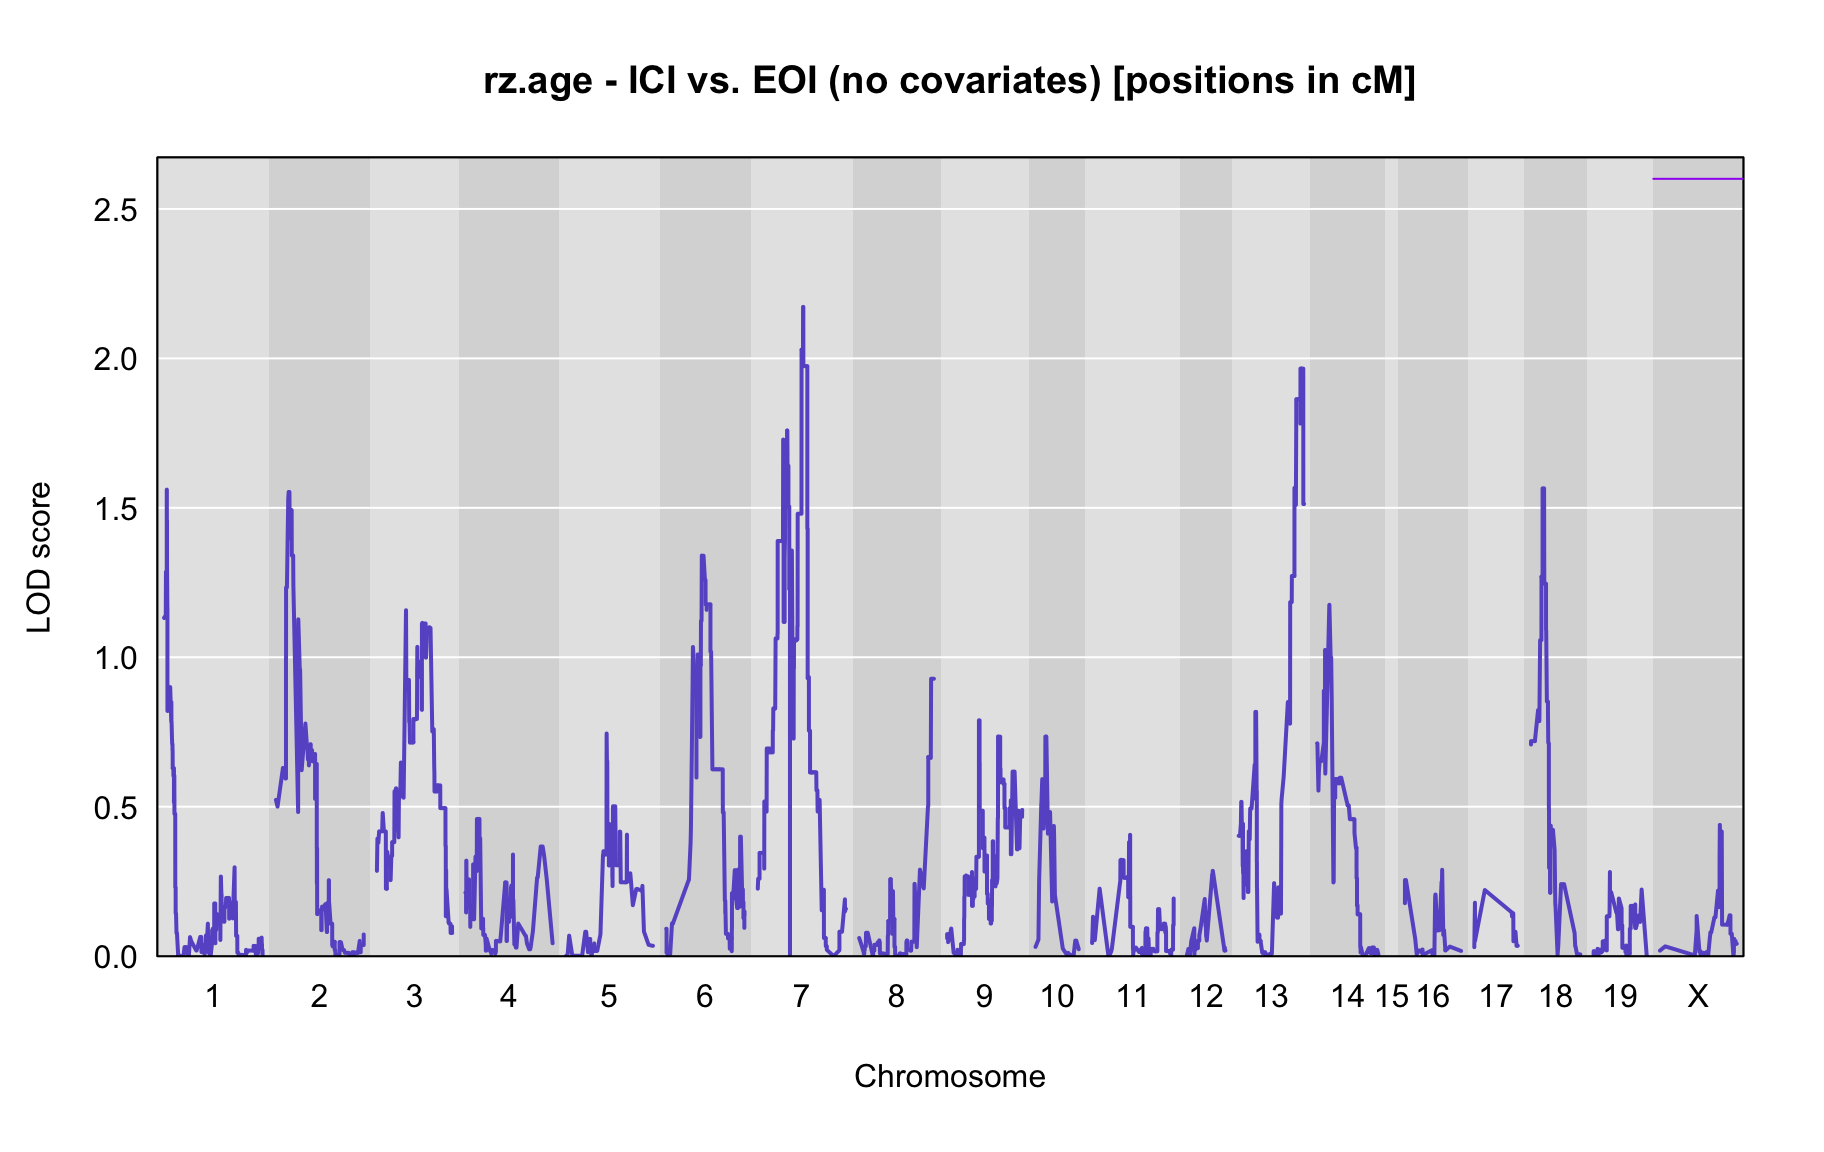 rz.age - ICI vs. EOI (no covariates) [positions in cM]
2.5
2.0
1.5
1.0
0.5
0.0
LOD score
1 2 3 4 5 6 7 8 9 10 11 12 13 14 15 16 17 18 19 X
Chromosome